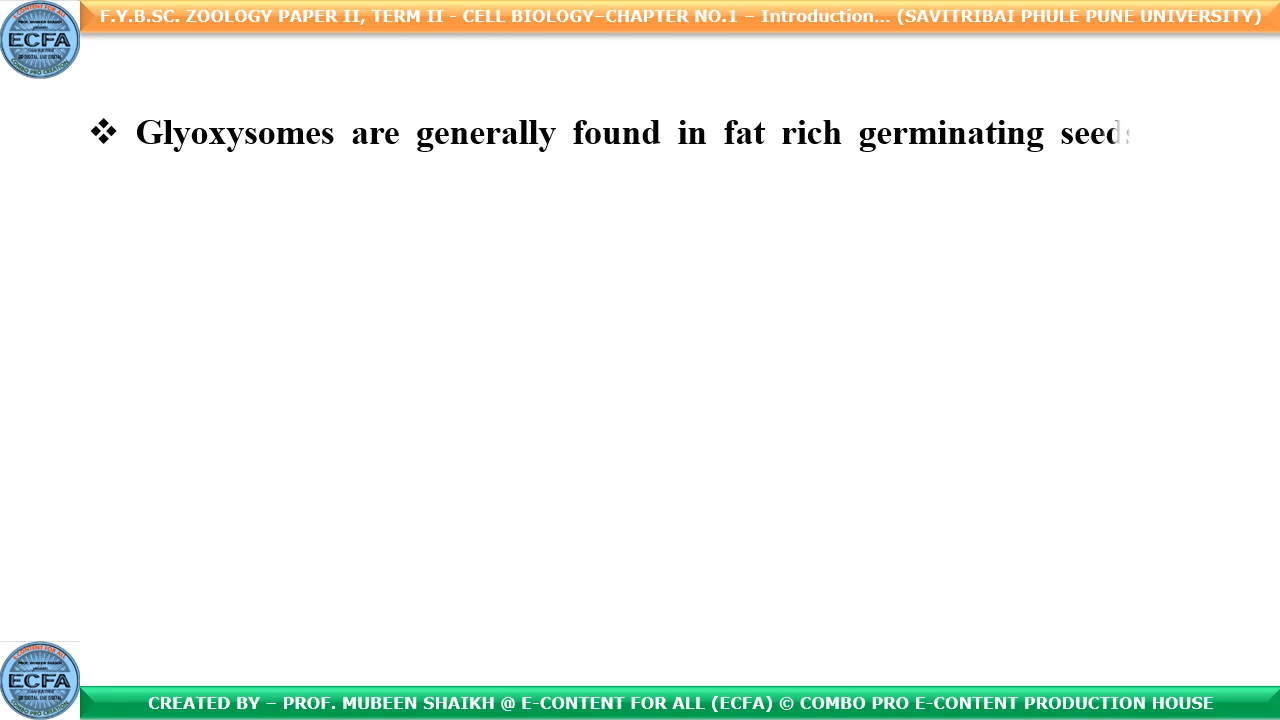 F.Y.B.SC. ZOOLOGY PAPER II, TERM II - CELL BIOLOGY–CHAPTER NO.1 – Introduction... (SAVITRIBAI PHULE PUNE UNIVERSITY)
ECFA
❖ Glyoxysomes are generally found in fat rich germinating seeds
ECFA
CREATED BY – PROF. MUBEEN SHAIKH @ E-CONTENT FOR ALL (ECFA) © COMBO PRO E-CONTENT PRODUCTION HOUSE